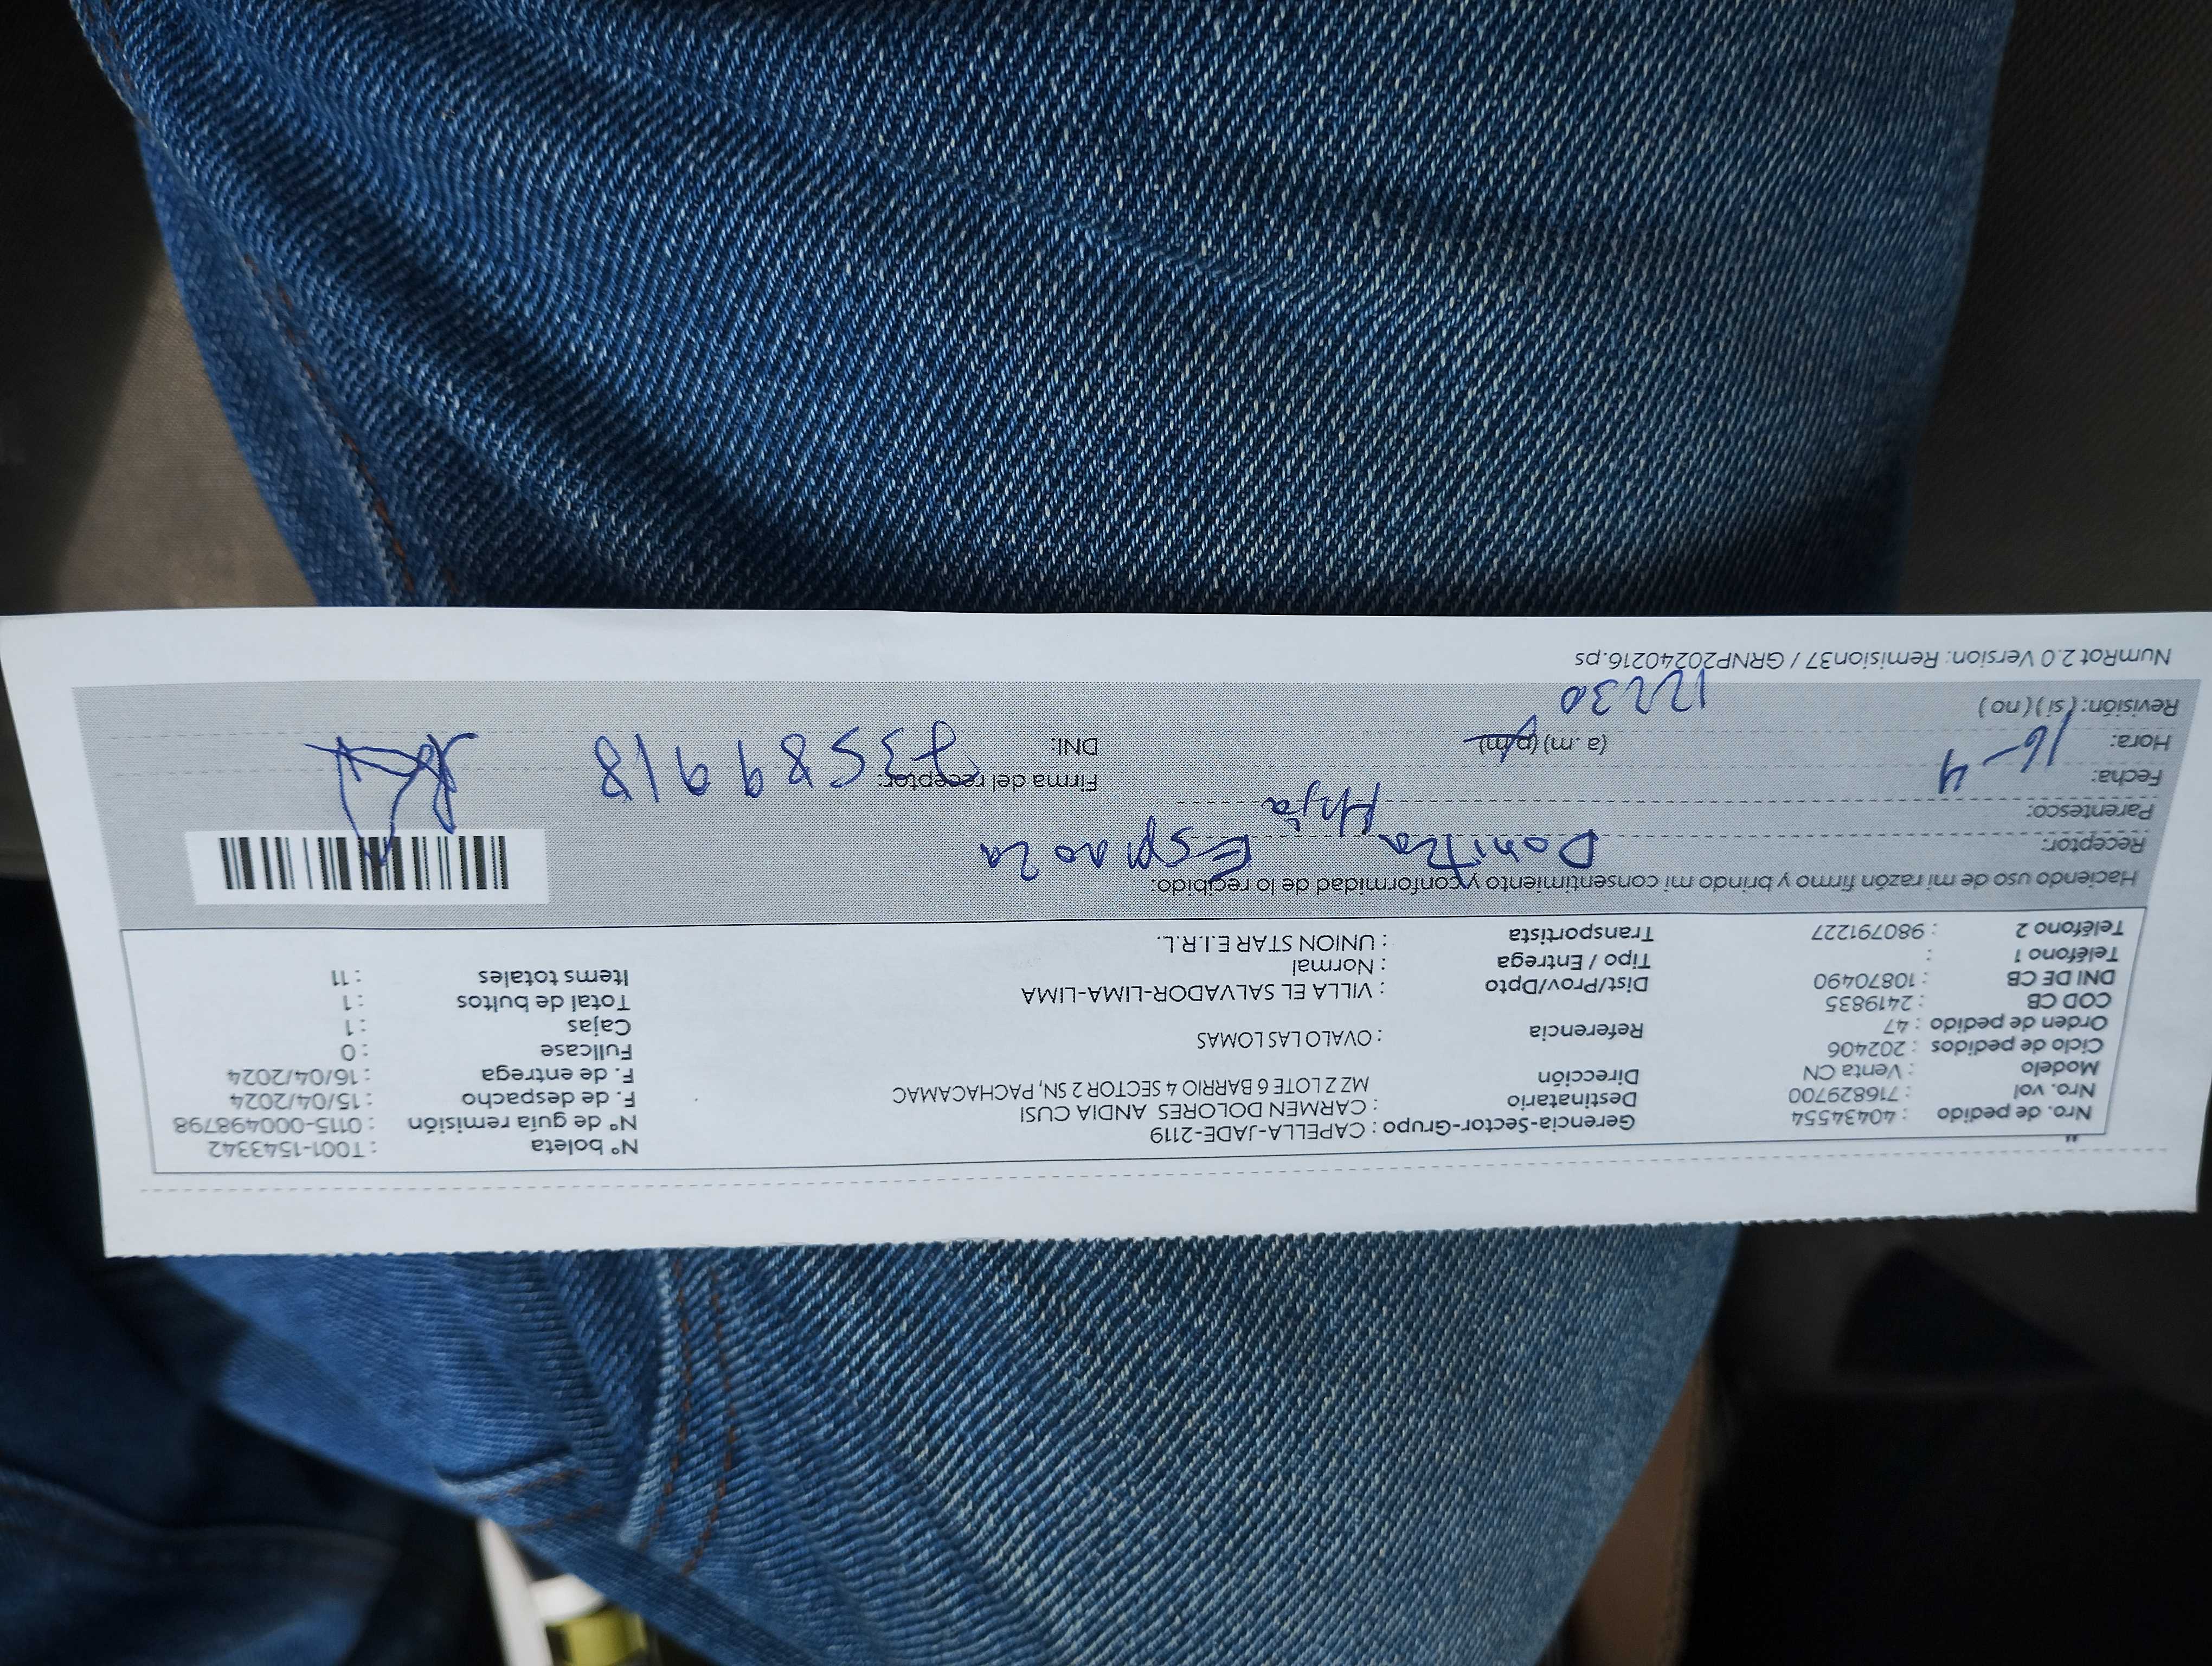 Nro. de pedido : 40434554
Nro. vol : 716829700
Modelo : Venta CN
Ciclo de pedidos : 202406
Orden de pedido : 47
COD CB : 2419835
DNI DE CB : 10870490
Teléfono 1 :
Teléfono 2 : 980791227
Gerencia-Sector-Grupo : CAPELLA-JADE-2119
Destinatario : CARMEN DOLORES ANDIA CUSI
Dirección MZ Z LOTE 6 BARRIO 9 SECTOR 4 SECTOR 2 SN, PACHACAMAC
Referencia : OVALO LAS LOMAS
Dist/Prov/Dpto : VILLA EL SALVADOR-LIMA-LIMA
Tipo / Entrega : Normal
Transportista : UNION STAR E.I.R.L.
N° boleta : T001-1543342
N° de guía remisión : 0115-000498798
F. de despacho : 15/04/2024
F. de entrega : 16/04/2024
Fullcase : 0
Cajas : 1
Total de bultos : 1
Items totales : 11
Haciendo uso de mi razón firmo y brindo mi consentimiento y conformidad de lo recibido:
Receptor: Espinoza
Parentesco: Hija
Fecha: 16-4
Firma del receptor:
Hora: (a.m) (p/m)
DNI: 73589918
Revisión: ( si ) ( no ) 12:30
NumRot 2.0 Version: Remision37 / GRNP20240216.ps